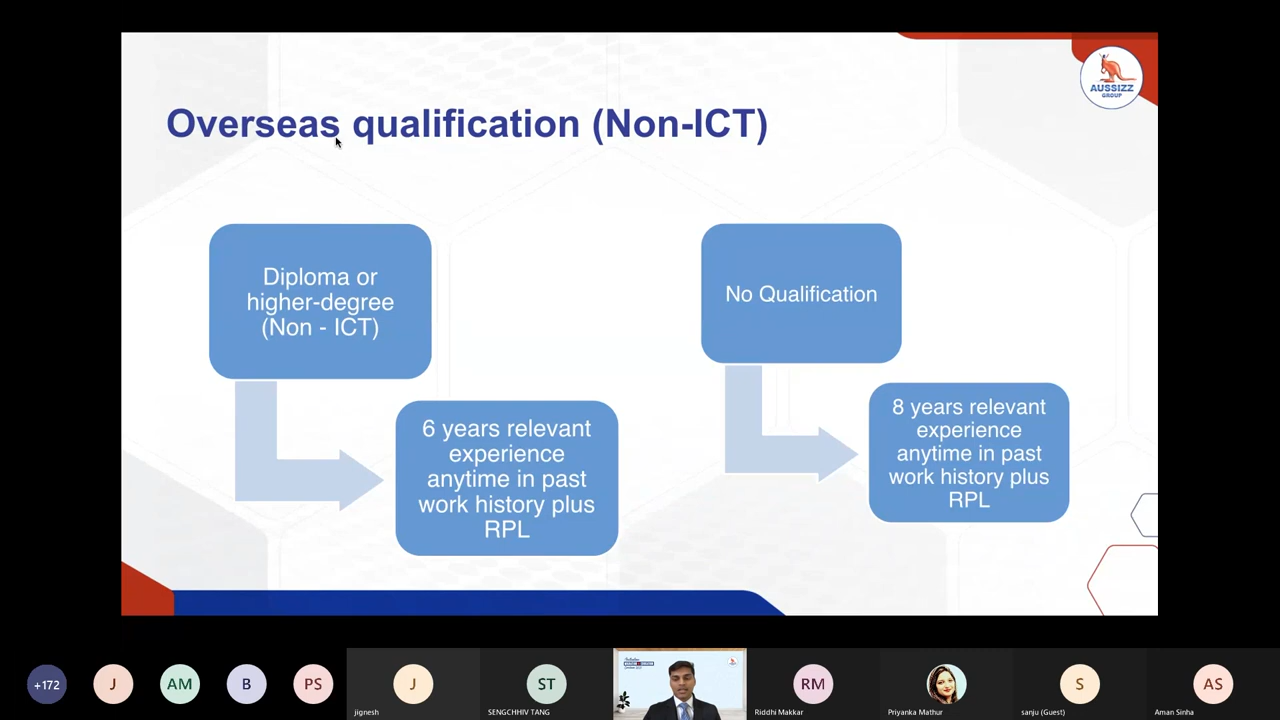 AUSSIZZ
GROUP
Overseas qualification (Non-ICT)
Diploma or
higher-degree
(Non - ICT)
6 years relevant
experience
anytime in past
work history plus
RPL
No Qualification
8 years relevant
experience
anytime in past
work history plus
RPL
+172
J
AM
B
PS
J
jignesh
ST
SENGCHHIV TANG
RM
Riddhi Makkar
Priyanka Mathur
S
sanju (Guest)
AS
Aman Sinha